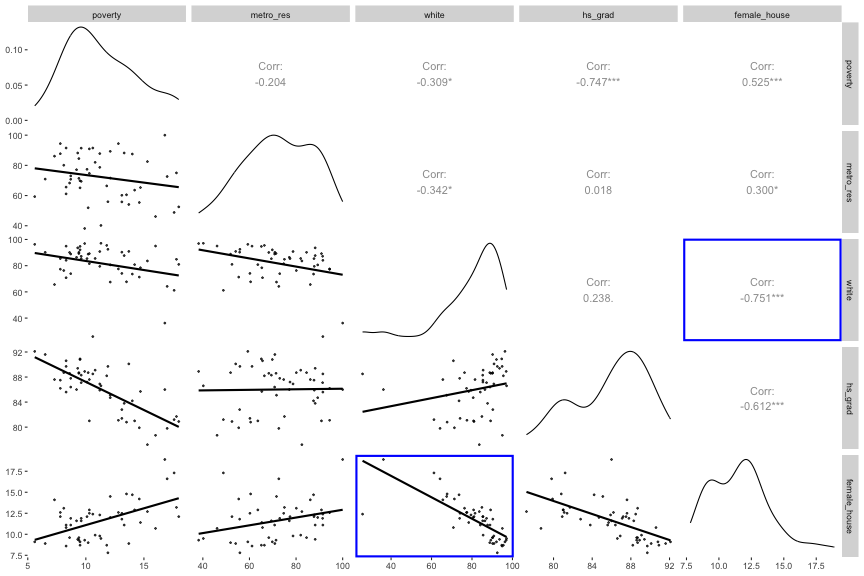 poverty metro_res white hs_grad female_house
0.10
0.05
0.00
Corr:
-0.204
Corr:
-0.309*
Corr:
-0.747***
Corr:
0.525***
poverty
100
80
60
40
Corr:
-0.342*
Corr:
0.018
Corr:
0.300*
metro_res
100
80
60
40
Corr:
0.238.
Corr:
-0.751***
white
92
88
84
80
Corr:
-0.612***
hs_grad
17.5
15.0
12.5
10.0
7.5
female_house
5 10 15 40 60 80 100 40 60 80 100 80 84 88 92 7.5 10.0 12.5 15.0 17.5